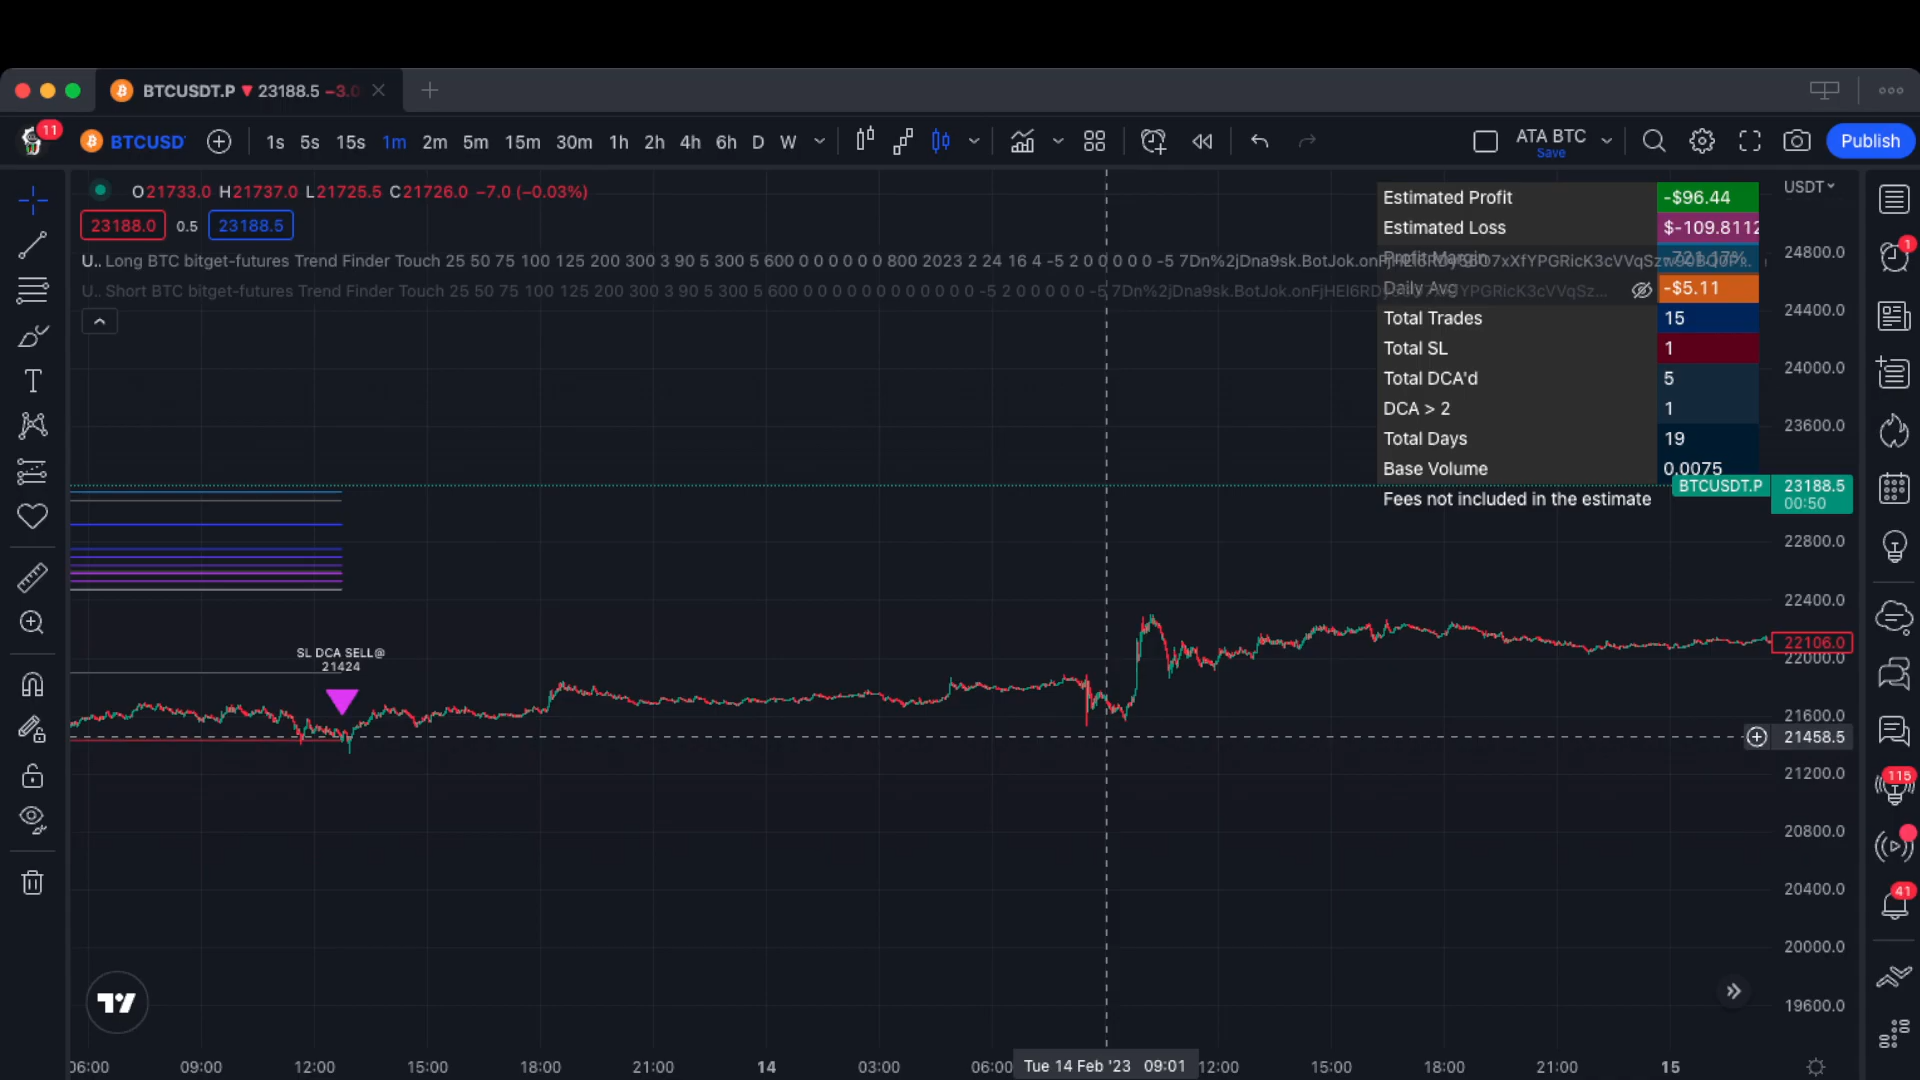 BTCUSDT.P ▼ 23188.5 −3.0
11 BTCUSD 1s 5s 15s 1m 2m 5m 15m 30m 1h 2h 4h 6h D W ATA BTC Save Publish
O21733.0 H21737.0 L21725.5 C21726.0 −7.0 (−0.03%)
23188.0 0.5 23188.5
U.. Long BTC bitget-futures Trend Finder Touch 25 50 75 100 125 200 300 3 90 5 300 5 600 0 0 0 0 0 0 800 2023 2 24 16 4 -5 2 0 0 0 0 0 -5
U.. Short BTC bitget-futures Trend Finder Touch 25 50 75 100 125 200 300 3 90 5 300 5 600 0 0 0 0 0 0 0 0 0 0 0 0 0 -5 2 0 0 0 0 -5
Estimated Profit -$96.44
Estimated Loss $-109.8112
Profit Margin -721.17%
Daily Avg -$5.11
Total Trades 15
Total SL 1
Total DCA'd 5
DCA > 2 1
Total Days 19
Base Volume 0.0075
Fees not included in the estimate
SL DCA SELL@
21424
USDT
24800.0
24400.0
24000.0
23600.0
BTCUSDT.P 23188.5
00:50
22800.0
22400.0
22106.0
22000.0
21600.0
21458.5
21200.0
20800.0
20400.0
20000.0
19600.0
1
115
41
06:00 09:00 12:00 15:00 18:00 21:00 14 03:00 06:00 Tue 14 Feb '23 09:01 12:00 15:00 18:00 21:00 15